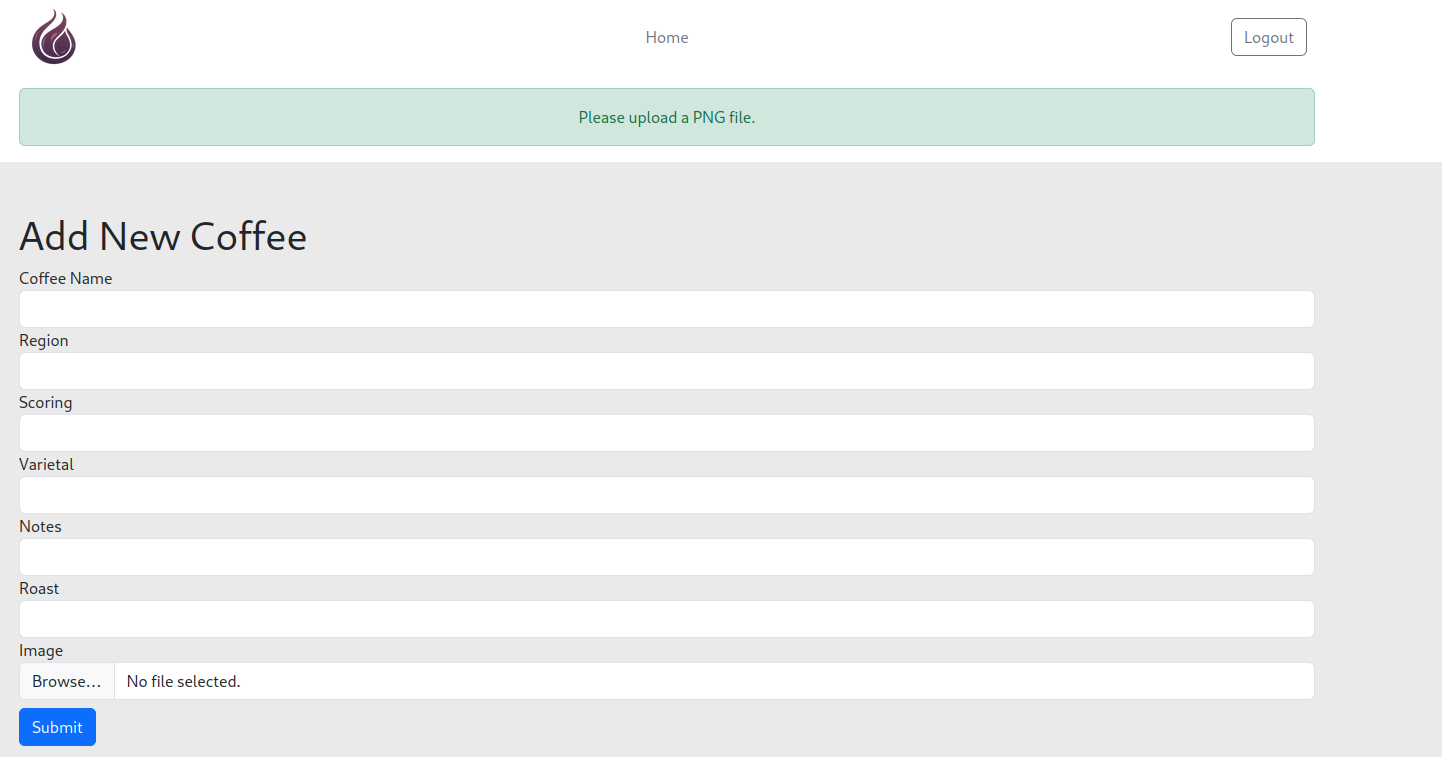 Home
Logout
Please upload a PNG file.
Add New Coffee
Coffee Name
Region
Scoring
Varietal
Notes
Roast
Image
Browse... No file selected.
Submit